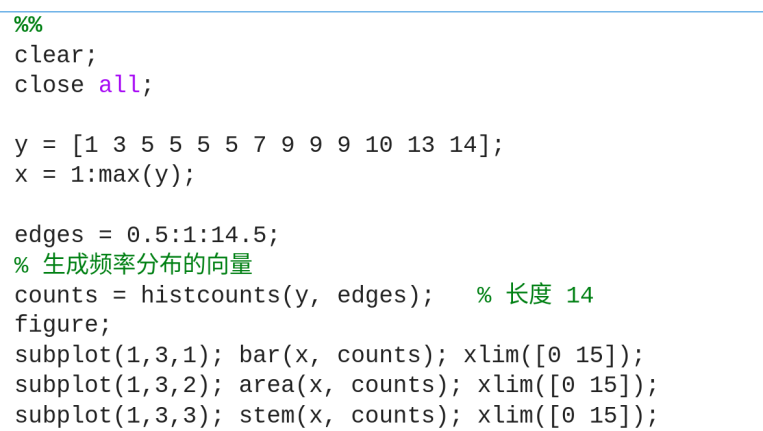 %%
clear;
close all;
y = [1 3 5 5 5 5 7 9 9 9 10 13 14];
x = 1:max(y);
edges = 0.5:1:14.5;
% 生成频率分布的向量
counts = histcounts(y, edges);   % 长度 14
figure;
subplot(1,3,1); bar(x, counts); xlim([0 15]);
subplot(1,3,2); area(x, counts); xlim([0 15]);
subplot(1,3,3); stem(x, counts); xlim([0 15]);